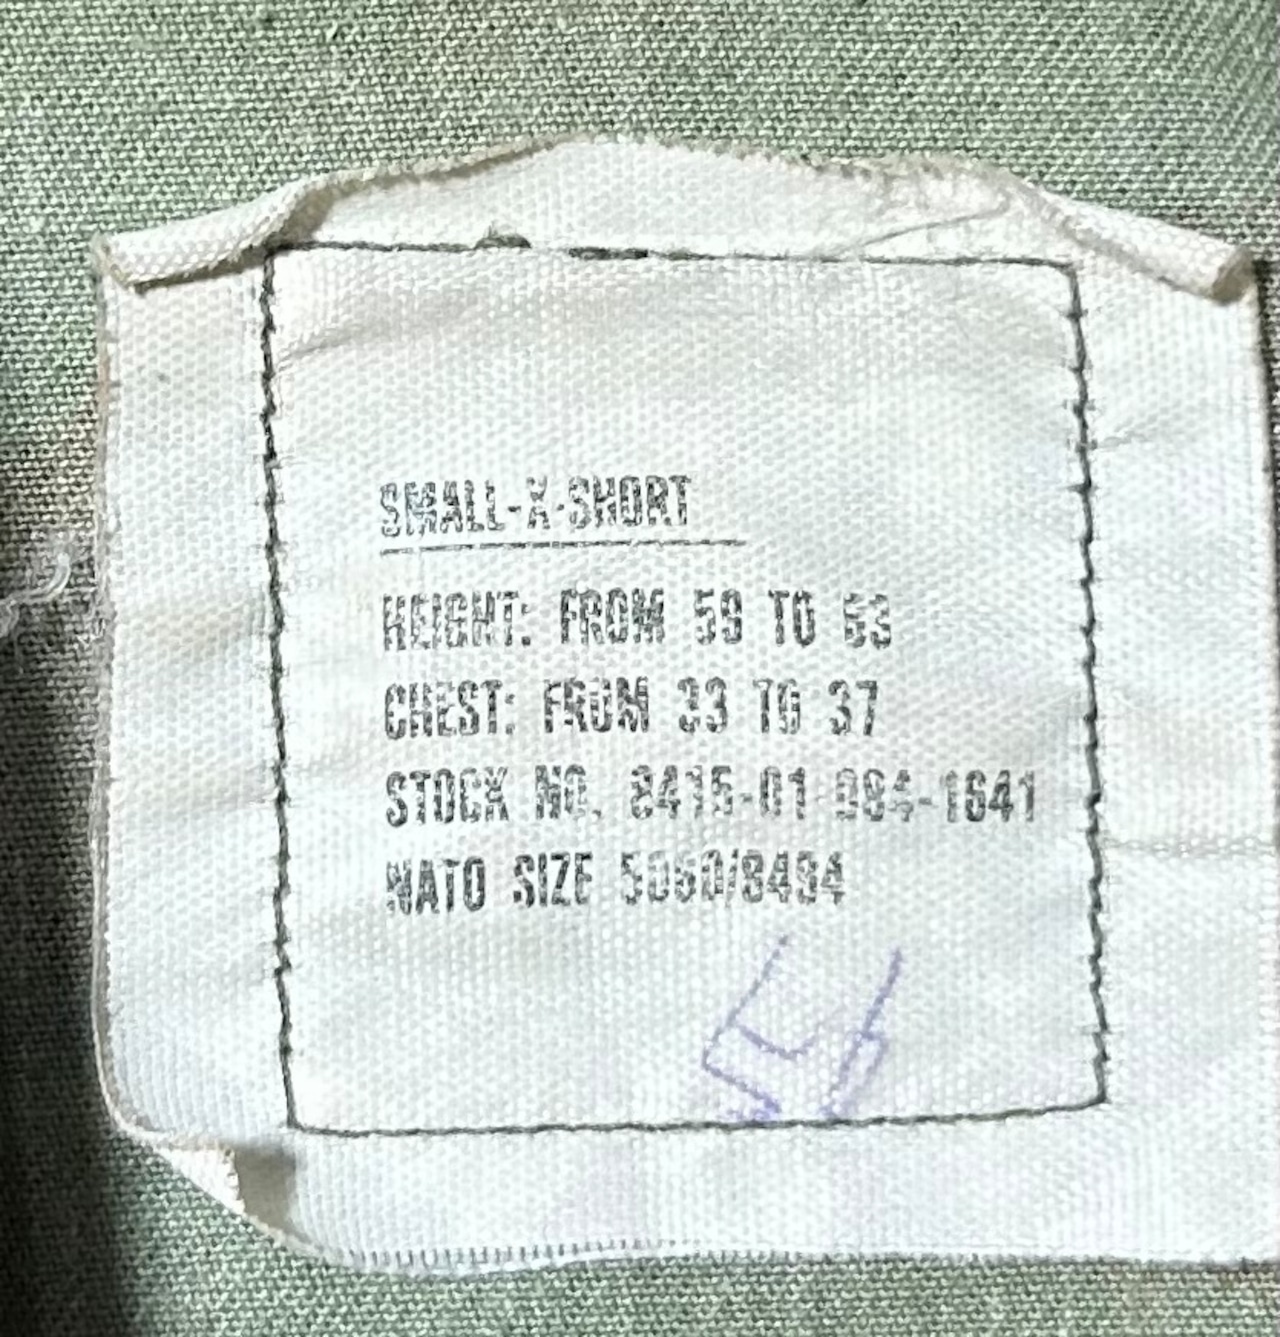 SMALL-X-SHORT
HEIGHT: FROM 59 TO 63
CHEST: FROM 33 TO 37
STOCK NO. 8415-01 084-1641
NATO SIZE 5060/8494